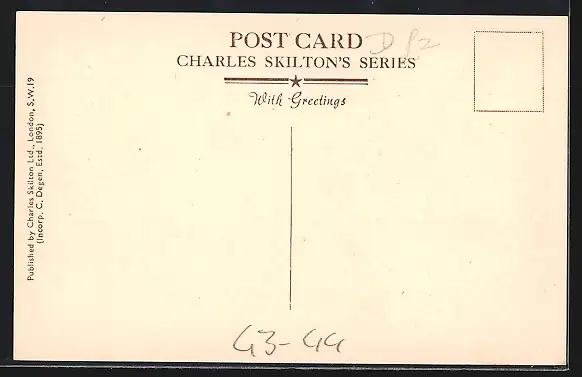 POST CARD
CHARLES SKILTON'S SERIES
With Greetings
Published by Charles Skilton Ltd., London, S.W.19
(Incorp. C. Degen, Estd. 1895)
43-44